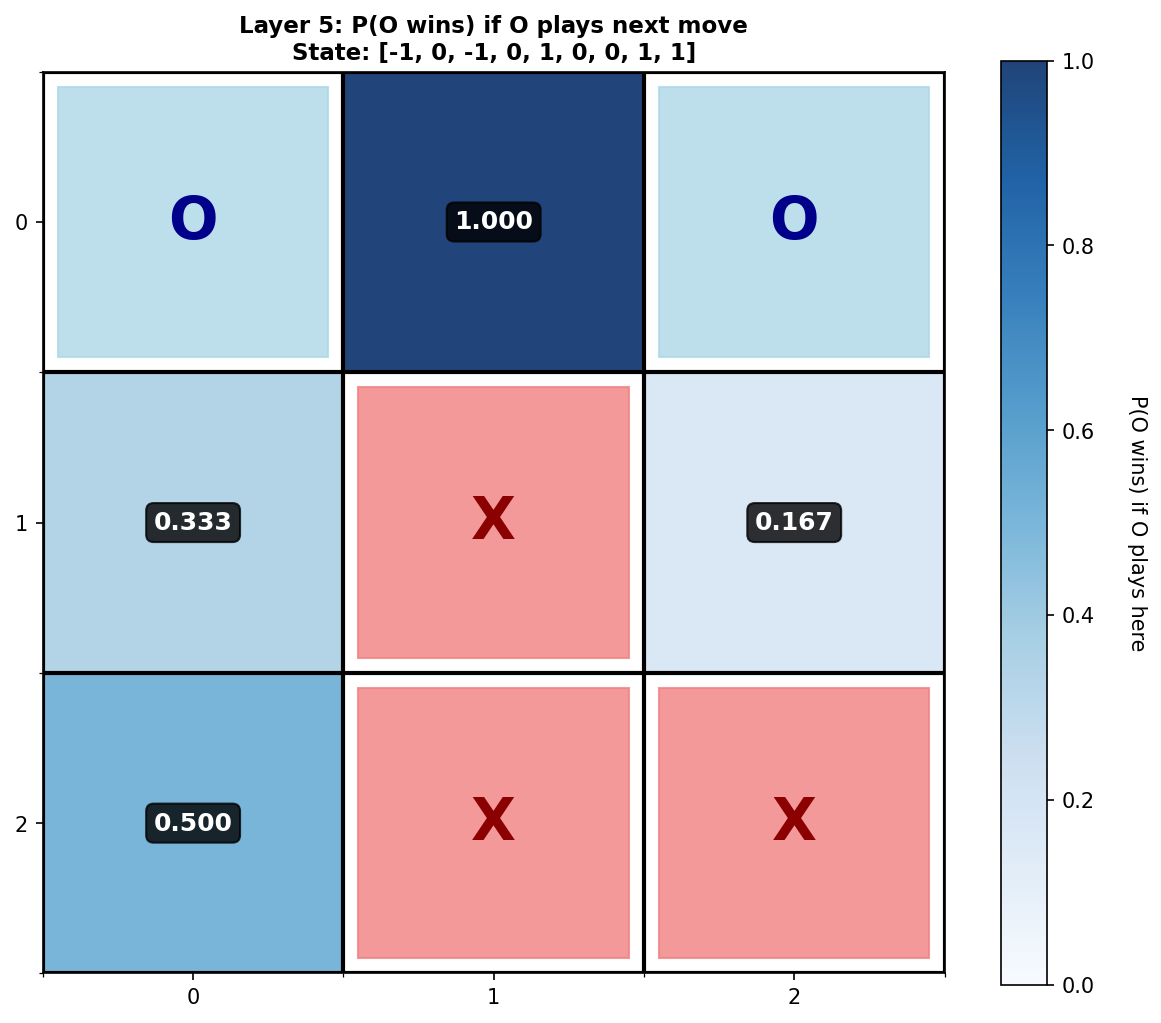 Layer 5: P(O wins) if O plays next move
State: [-1, 0, -1, 0, 1, 0, 0, 1, 1]
0
O
1.000
O
1
0.333
X
0.167
2
0.500
X
X
0
1
2
1.0
0.8
0.6
0.4
0.2
0.0
P(O wins) if O plays here